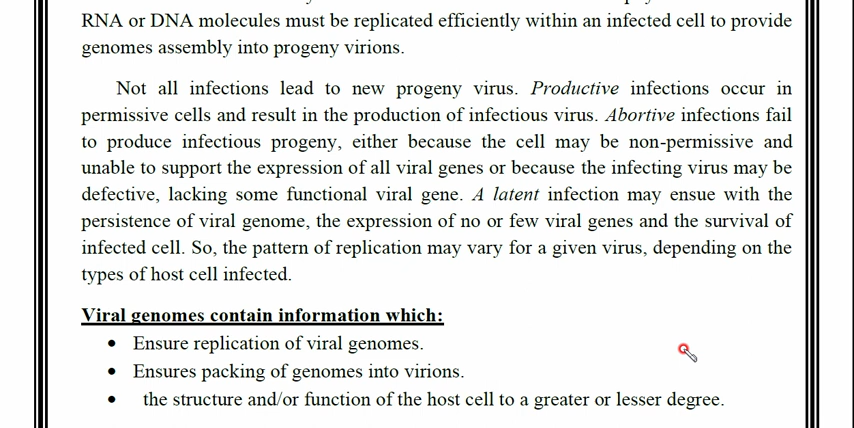 RNA or DNA molecules must be replicated efficiently within an infected cell to provide
genomes assembly into progeny virions.
Not all infections lead to new progeny virus. Productive infections occur in
permissive cells and result in the production of infectious virus. Abortive infections fail
to produce infectious progeny, either because the cell may be non-permissive and
unable to support the expression of all viral genes or because the infecting virus may be
defective, lacking some functional viral gene. A latent infection may ensue with the
persistence of viral genome, the expression of no or few viral genes and the survival of
infected cell. So, the pattern of replication may vary for a given virus, depending on the
types of host cell infected.
Viral genomes contain information which:
• Ensure replication of viral genomes.
• Ensures packing of genomes into virions.
• the structure and/or function of the host cell to a greater or lesser degree.